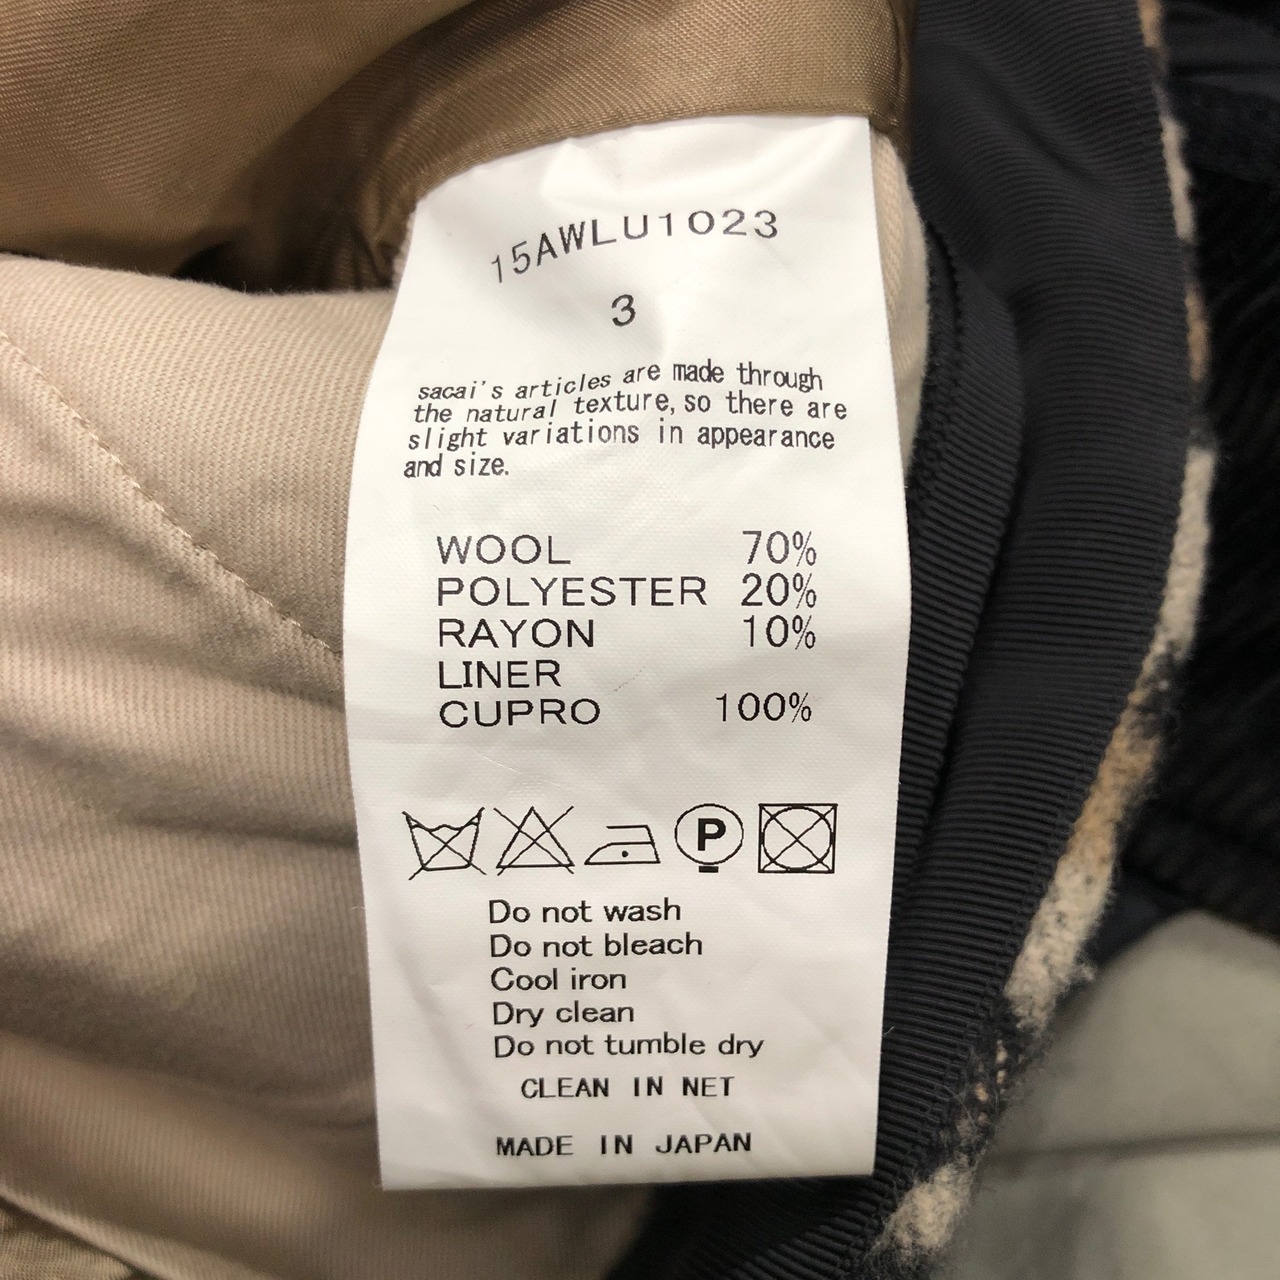 15AWLU1023
3
sacai's articles are made through
the natural texture, so there are
slight variations in appearance
and size.
WOOL 70%
POLYESTER 20%
RAYON 10%
LINER
CUPRO 100%
P
Do not wash
Do not bleach
Cool iron
Dry clean
Do not tumble dry
CLEAN IN NET
MADE IN JAPAN